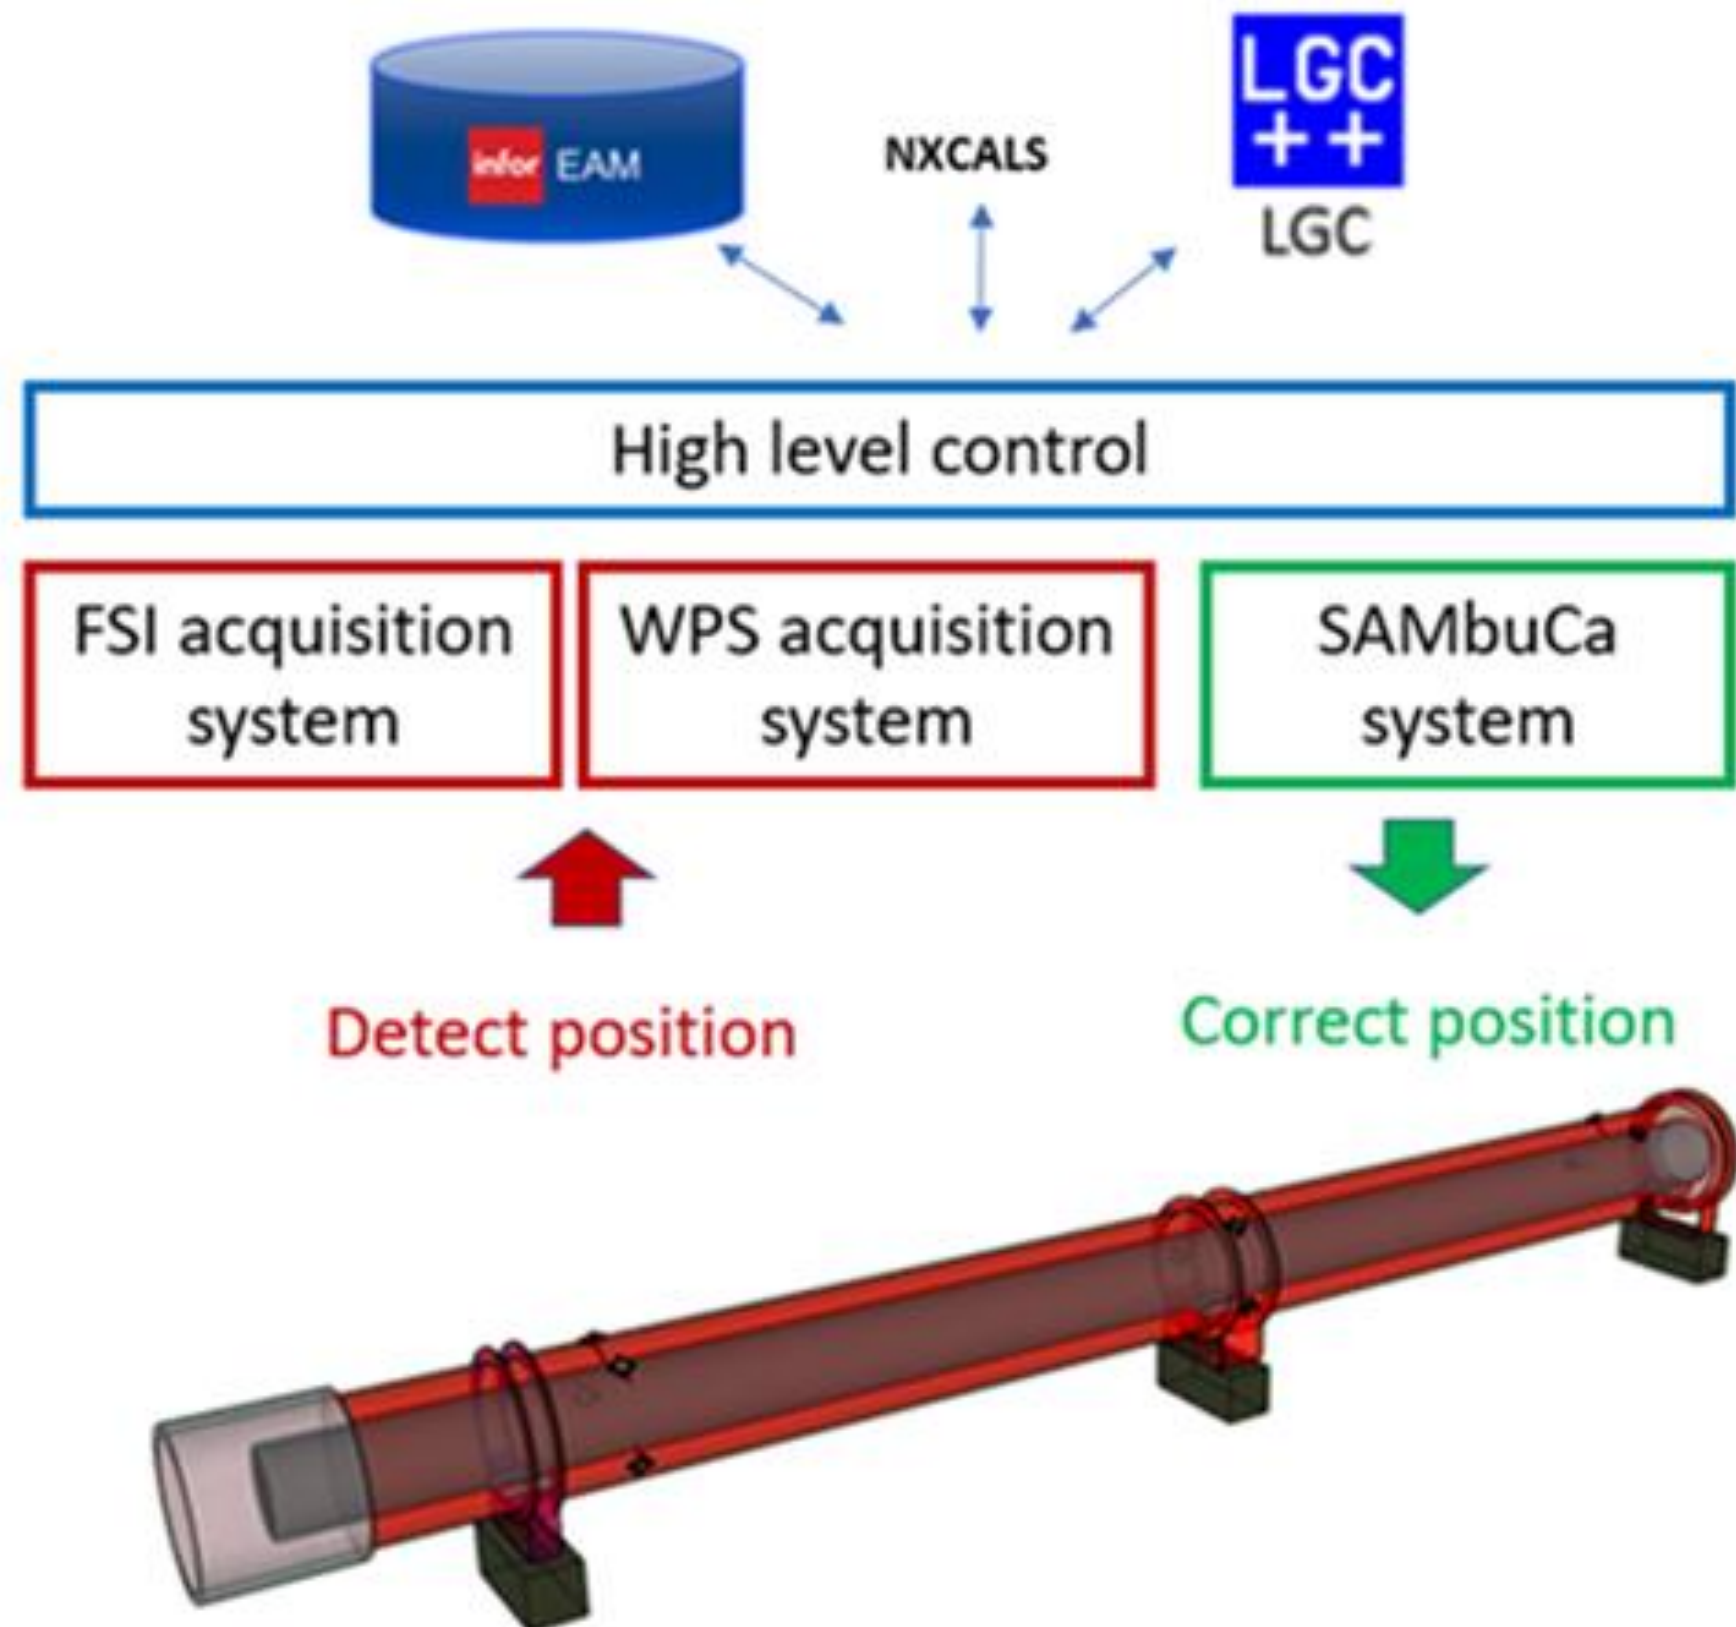 infor EAM
NXCALS
LGC
++
LGC
High level control
FSI acquisition
system
WPS acquisition
system
SAMbuCa
system
Detect position
Correct position